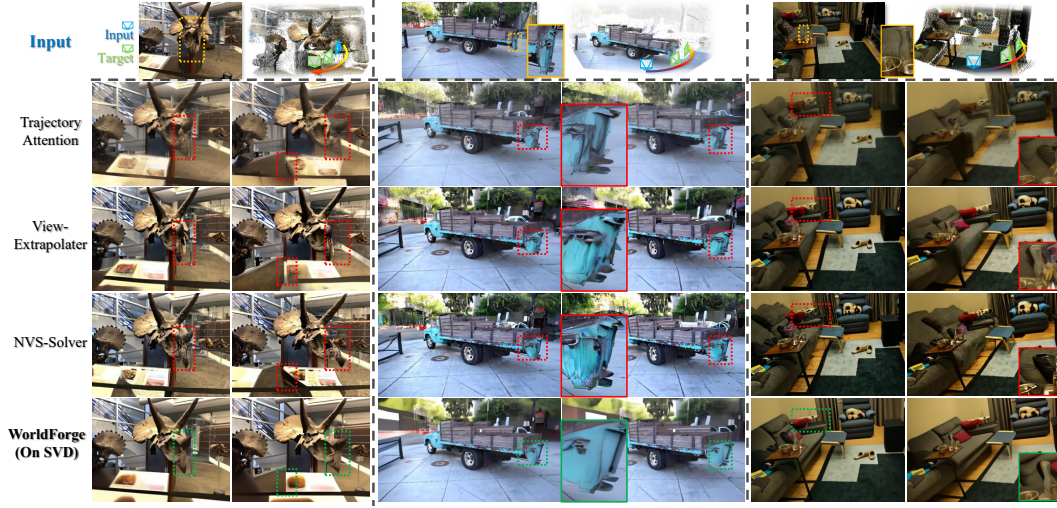 Input
Input
Target
Trajectory
Attention
View-
Extrapolater
NVS-Solver
WorldForge
(On SVD)